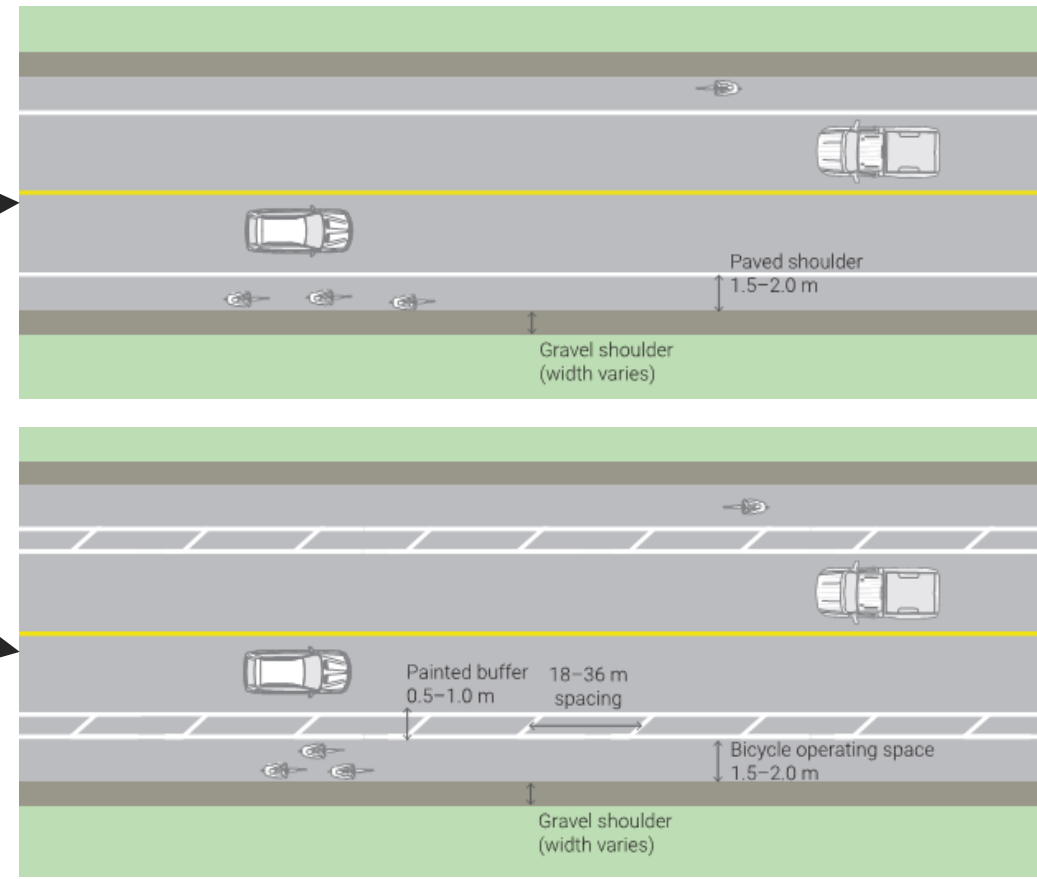 Paved shoulder
1.5–2.0 m
Gravel shoulder
(width varies)
Painted buffer
0.5–1.0 m
18–36 m
spacing
Bicycle operating space
1.5–2.0 m
Gravel shoulder
(width varies)